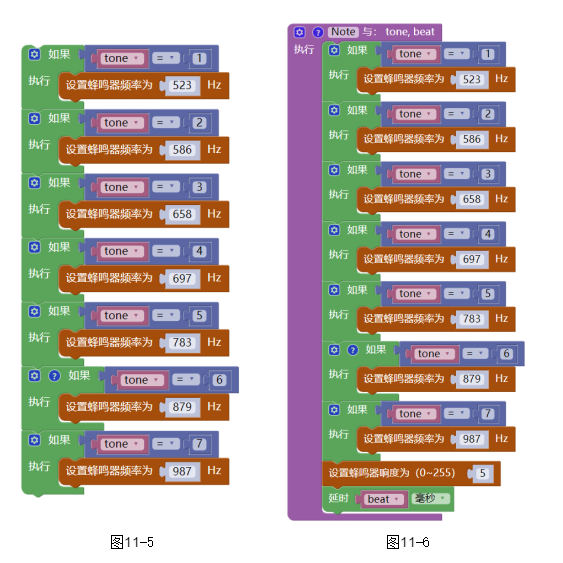 如果 tone = 1
执行 设置蜂鸣器频率为 523 Hz
如果 tone = 2
执行 设置蜂鸣器频率为 586 Hz
如果 tone = 3
执行 设置蜂鸣器频率为 658 Hz
如果 tone = 4
执行 设置蜂鸣器频率为 697 Hz
如果 tone = 5
执行 设置蜂鸣器频率为 783 Hz
? 如果 tone = 6
执行 设置蜂鸣器频率为 879 Hz
如果 tone = 7
执行 设置蜂鸣器频率为 987 Hz
图11-5
? Note 与: tone, beat
执行
如果 tone = 1
执行 设置蜂鸣器频率为 523 Hz
如果 tone = 2
执行 设置蜂鸣器频率为 586 Hz
如果 tone = 3
执行 设置蜂鸣器频率为 658 Hz
如果 tone = 4
执行 设置蜂鸣器频率为 697 Hz
如果 tone = 5
执行 设置蜂鸣器频率为 783 Hz
? 如果 tone = 6
执行 设置蜂鸣器频率为 879 Hz
如果 tone = 7
执行 设置蜂鸣器频率为 987 Hz
设置蜂鸣器响度为（0~255） 5
延时 beat 毫秒
图11-6